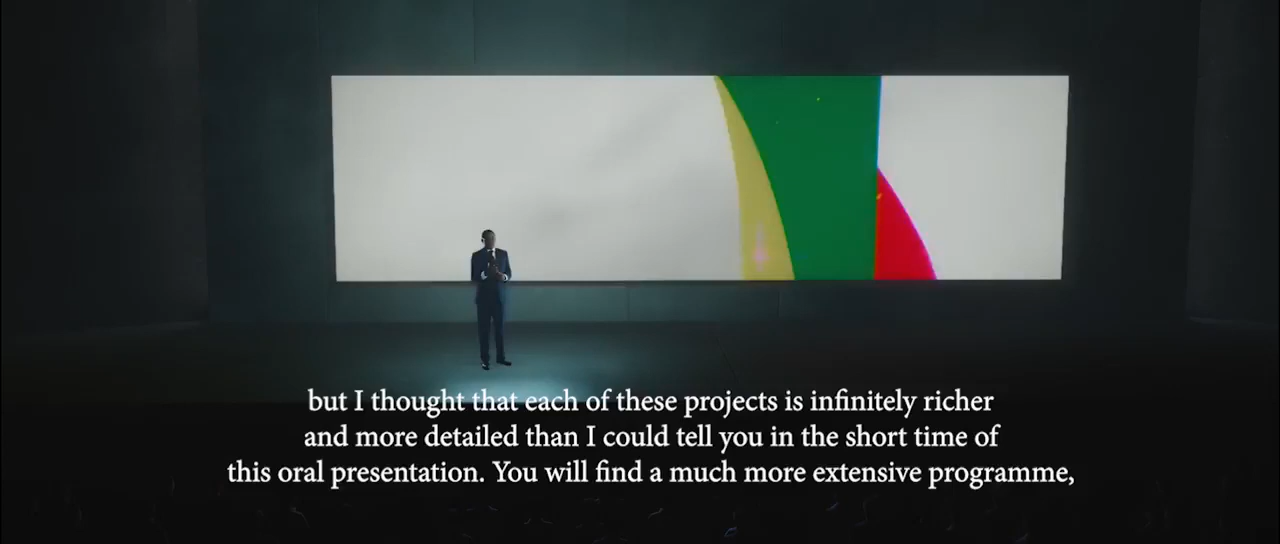 but I thought that each of these projects is infinitely richer
and more detailed than I could tell you in the short time of
this oral presentation. You will find a much more extensive programme,